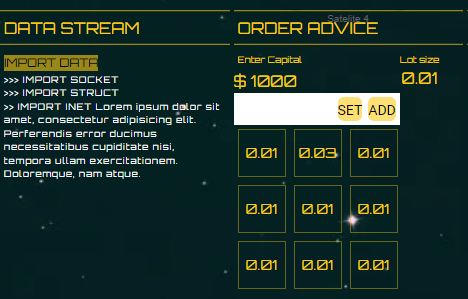 DATA STREAM
IMPORT DATA
>>> IMPORT SOCKET
>>> IMPORT STRUCT
>> IMPORT INET Lorem ipsum dolor sit
amet, consectetur adipisicing elit.
Perferendis error ducimus
necessitatibus cupiditate nisi,
tempora ullam exercitationem.
Doloremque, nam atque.
Satelite 4
ORDER ADVICE
Enter Capital
Lot size
$ 1000
0.01
SET ADD
0.01 0.03 0.01
0.01 0.01 0.01
0.01 0.01 0.01